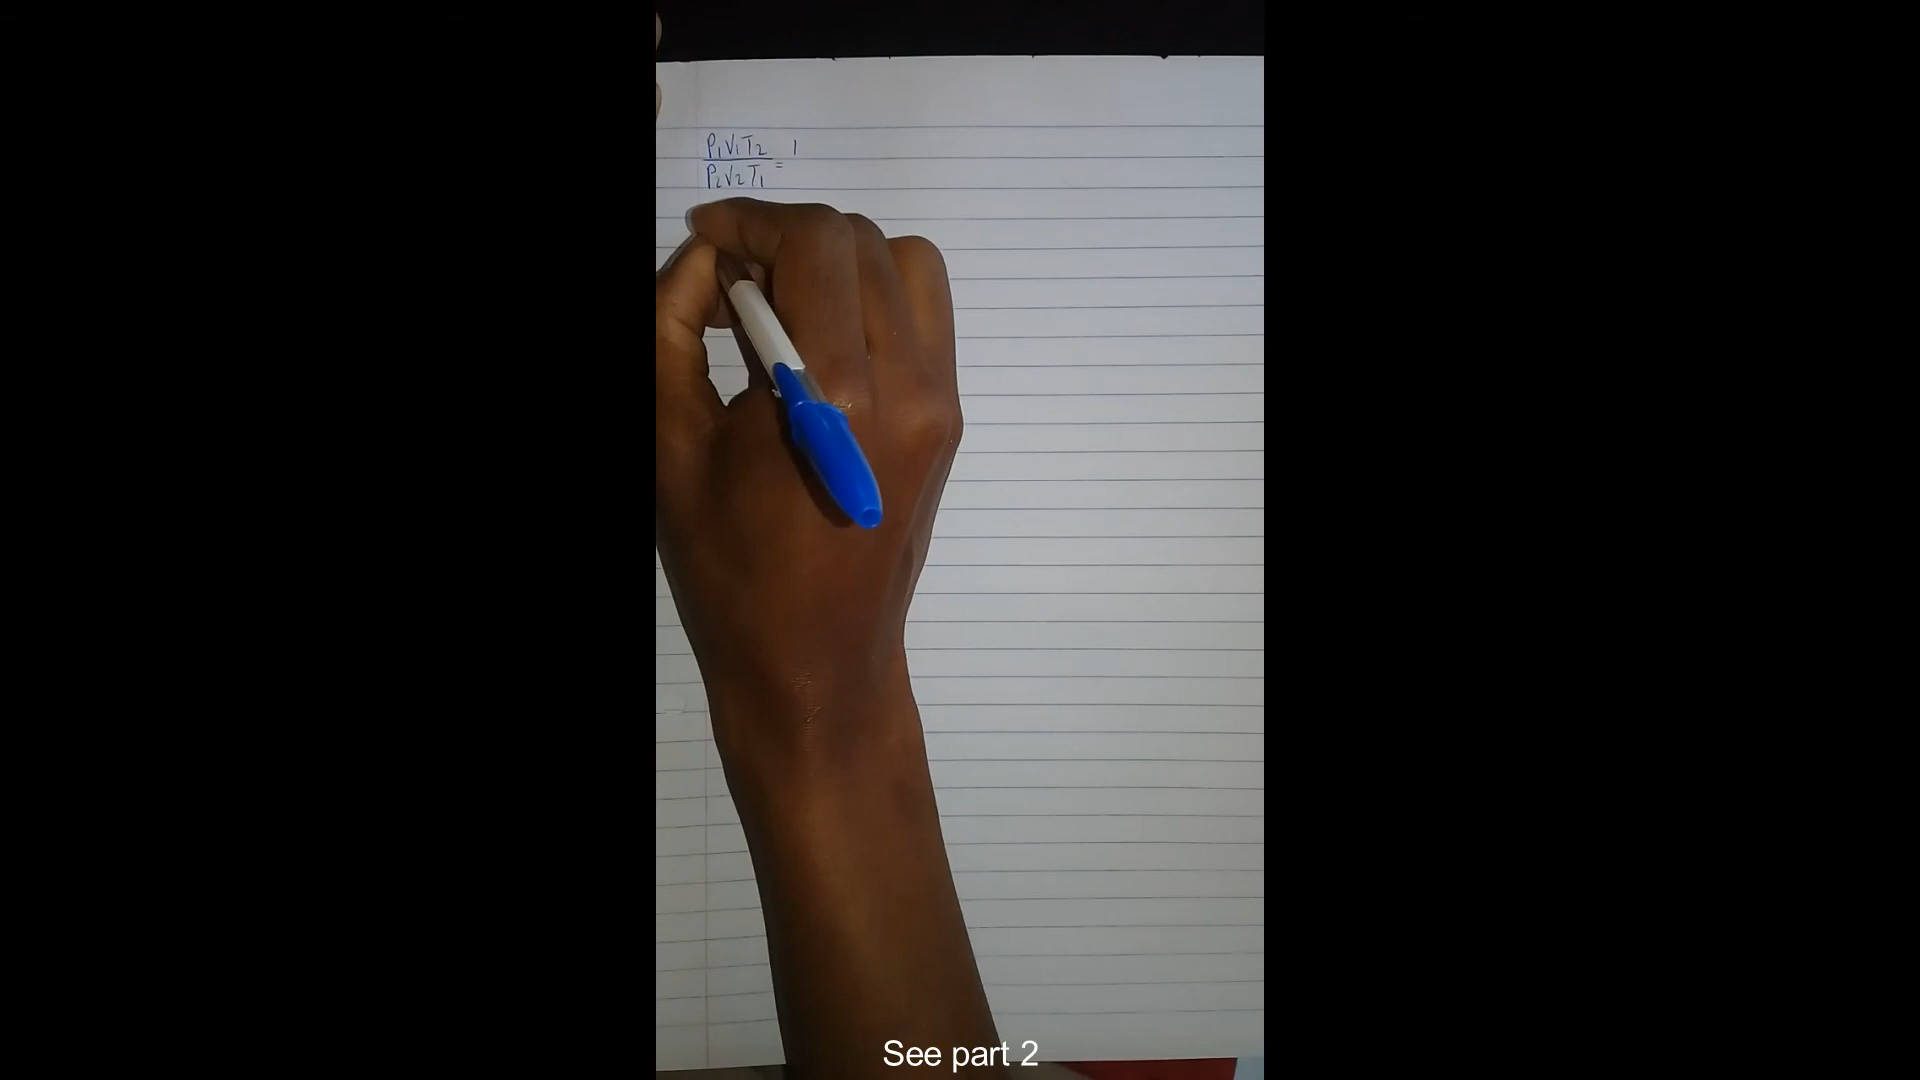 P₁V₁T₂ / P₂V₂T₁ = 1
See part 2